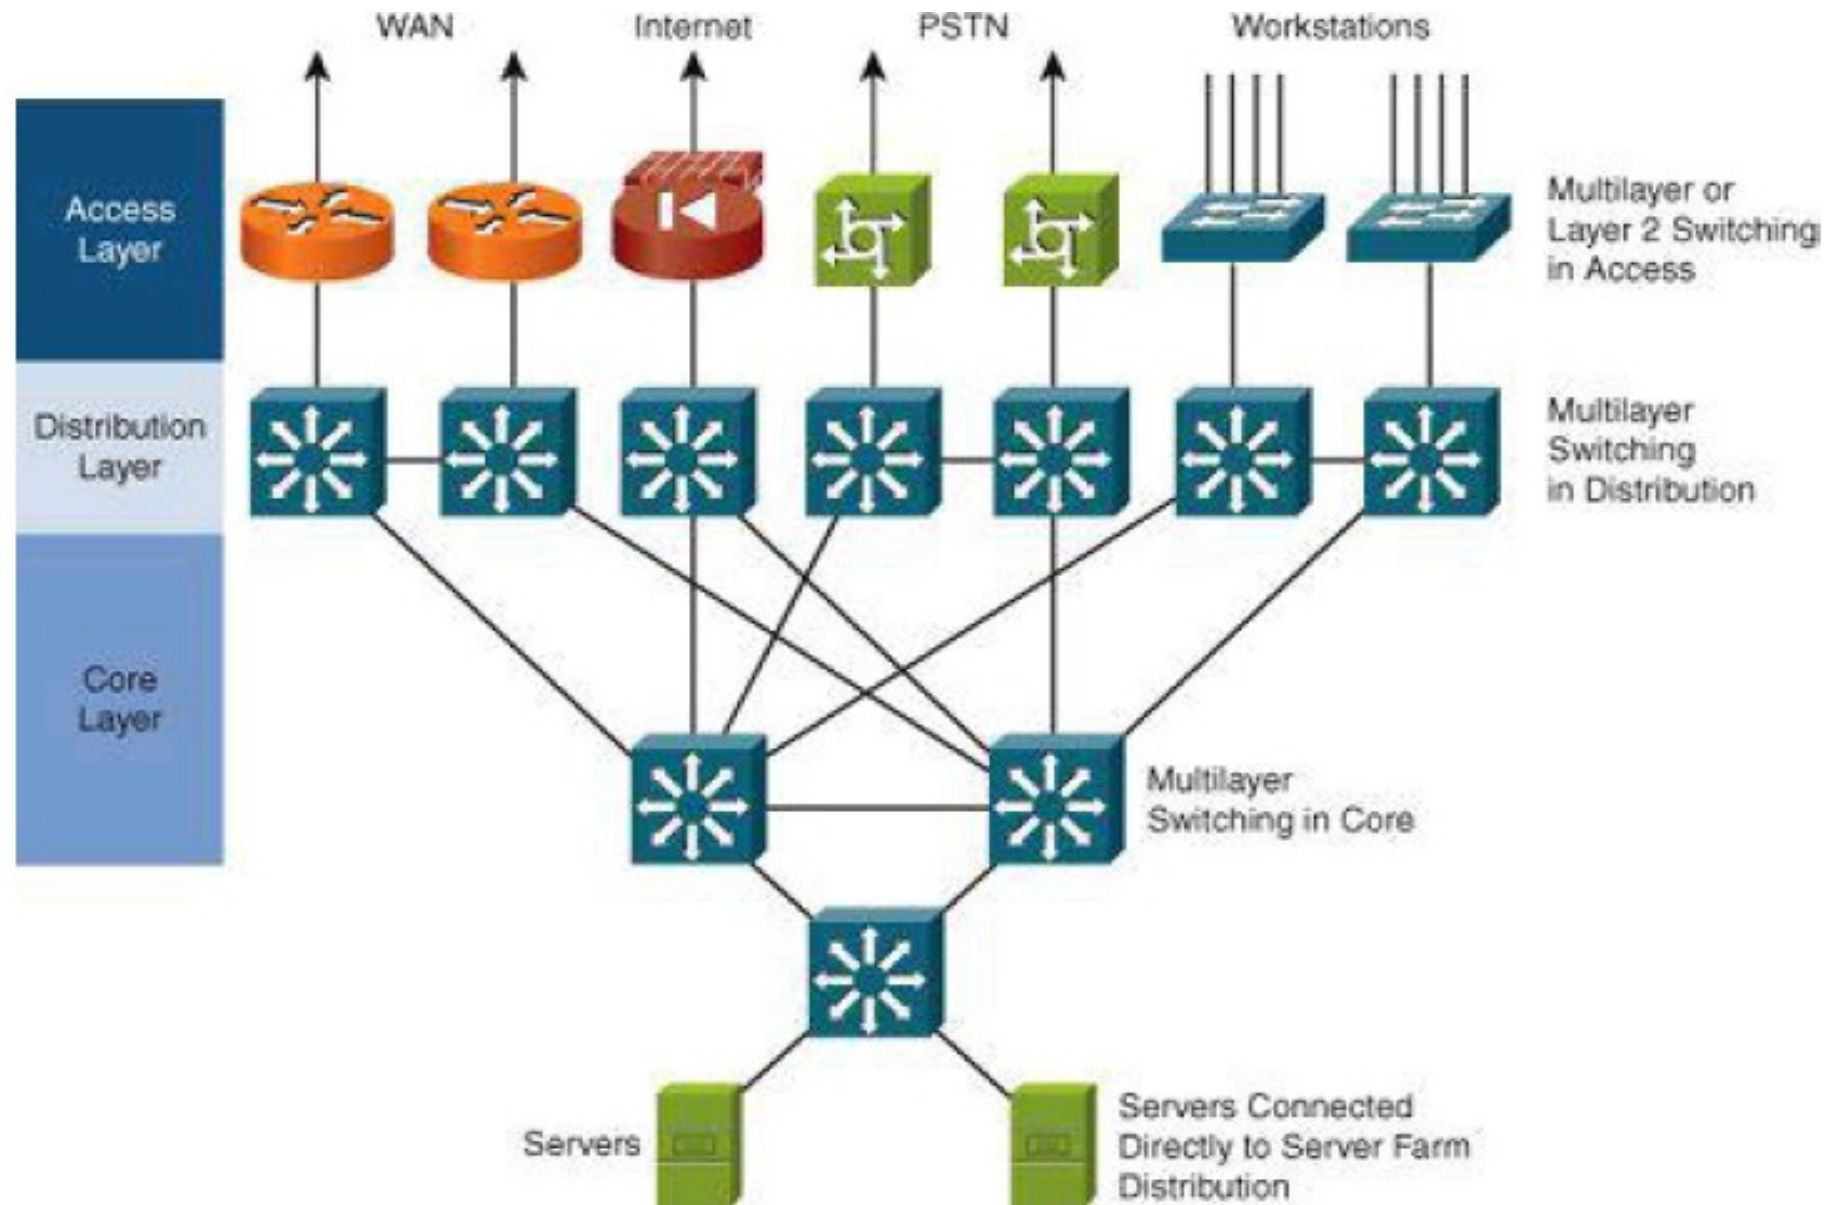 WAN
Internet
PSTN
Workstations
Access
Layer
Multilayer or
Layer 2 Switching
in Access
Distribution
Layer
Multilayer
Switching
in Distribution
Core
Layer
Multilayer
Switching in Core
Servers
Servers Connected
Directly to Server Farm
Distribution